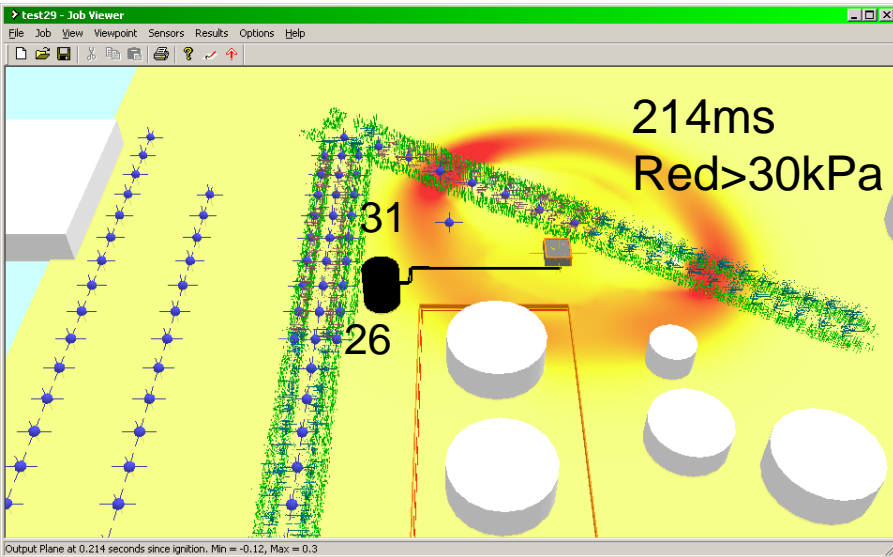 test29 - Job Viewer
File Job View Viewpoint Sensors Results Options Help
214ms
Red>30kPa
31
26
Output Plane at 0.214 seconds since ignition. Min = -0.12, Max = 0.3